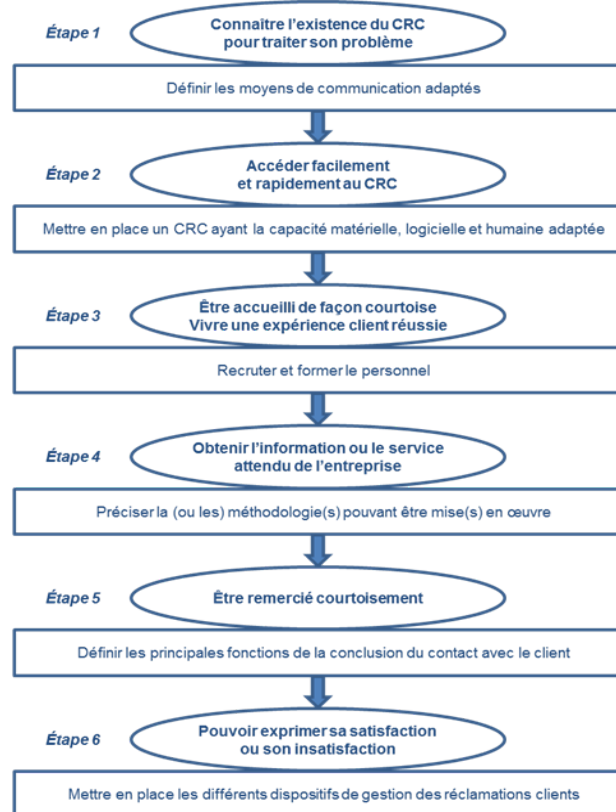 Étape 1
Connaître l’existence du CRC
pour traiter son problème
Définir les moyens de communication adaptés
Étape 2
Accéder facilement
et rapidement au CRC
Mettre en place un CRC ayant la capacité matérielle, logicielle et humaine adaptée
Étape 3
Être accueilli de façon courtoise
Vivre une expérience client réussie
Recruter et former le personnel
Étape 4
Obtenir l’information ou le service
attendu de l’entreprise
Préciser la (ou les) méthodologie(s) pouvant être mise(s) en œuvre
Étape 5
Être remercié courtoisement
Définir les principales fonctions de la conclusion du contact avec le client
Étape 6
Pouvoir exprimer sa satisfaction
ou son insatisfaction
Mettre en place les différents dispositifs de gestion des réclamations clients